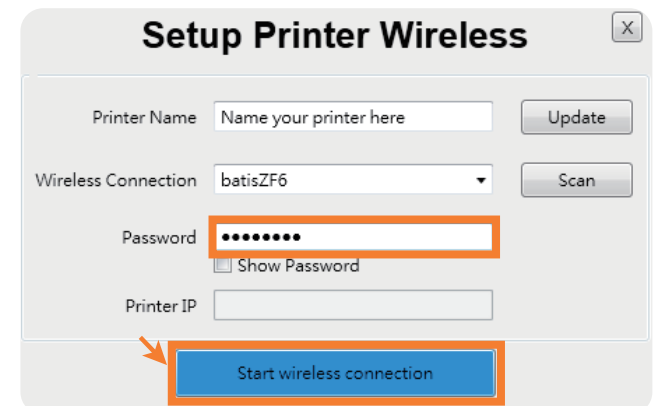 Setup Printer Wireless
X
Printer Name Name your printer here Update
Wireless Connection batisZF6 Scan
Password ••••••••
Show Password
Printer IP
Start wireless connection